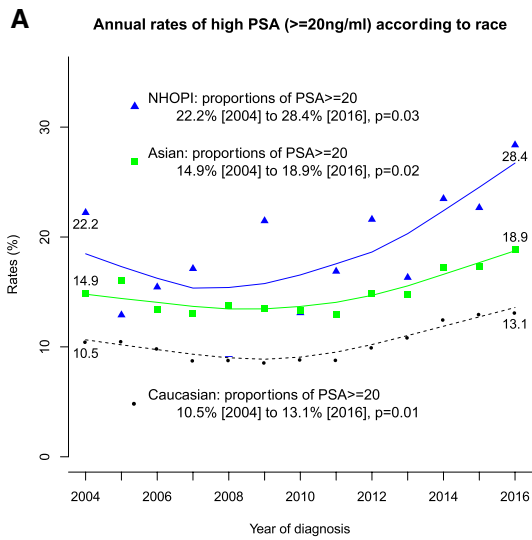 A
Annual rates of high PSA (>=20ng/ml) according to race
NHOPI: proportions of PSA>=20
22.2% [2004] to 28.4% [2016], p=0.03
Asian: proportions of PSA>=20
14.9% [2004] to 18.9% [2016], p=0.02
Caucasian: proportions of PSA>=20
10.5% [2004] to 13.1% [2016], p=0.01
22.2
14.9
10.5
28.4
18.9
13.1
Rates (%)
30
20
10
0
2004 2006 2008 2010 2012 2014 2016
Year of diagnosis